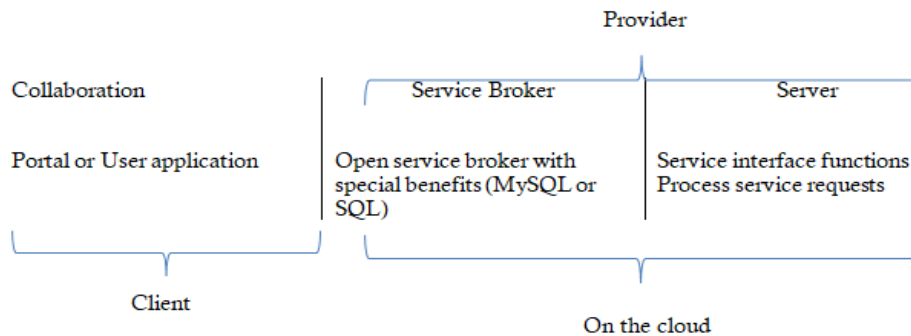 Provider
Collaboration
Service Broker
Server
Portal or User application
Open service broker with
special benefits (MySQL or
SQL)
Service interface functions
Process service requests
Client
On the cloud